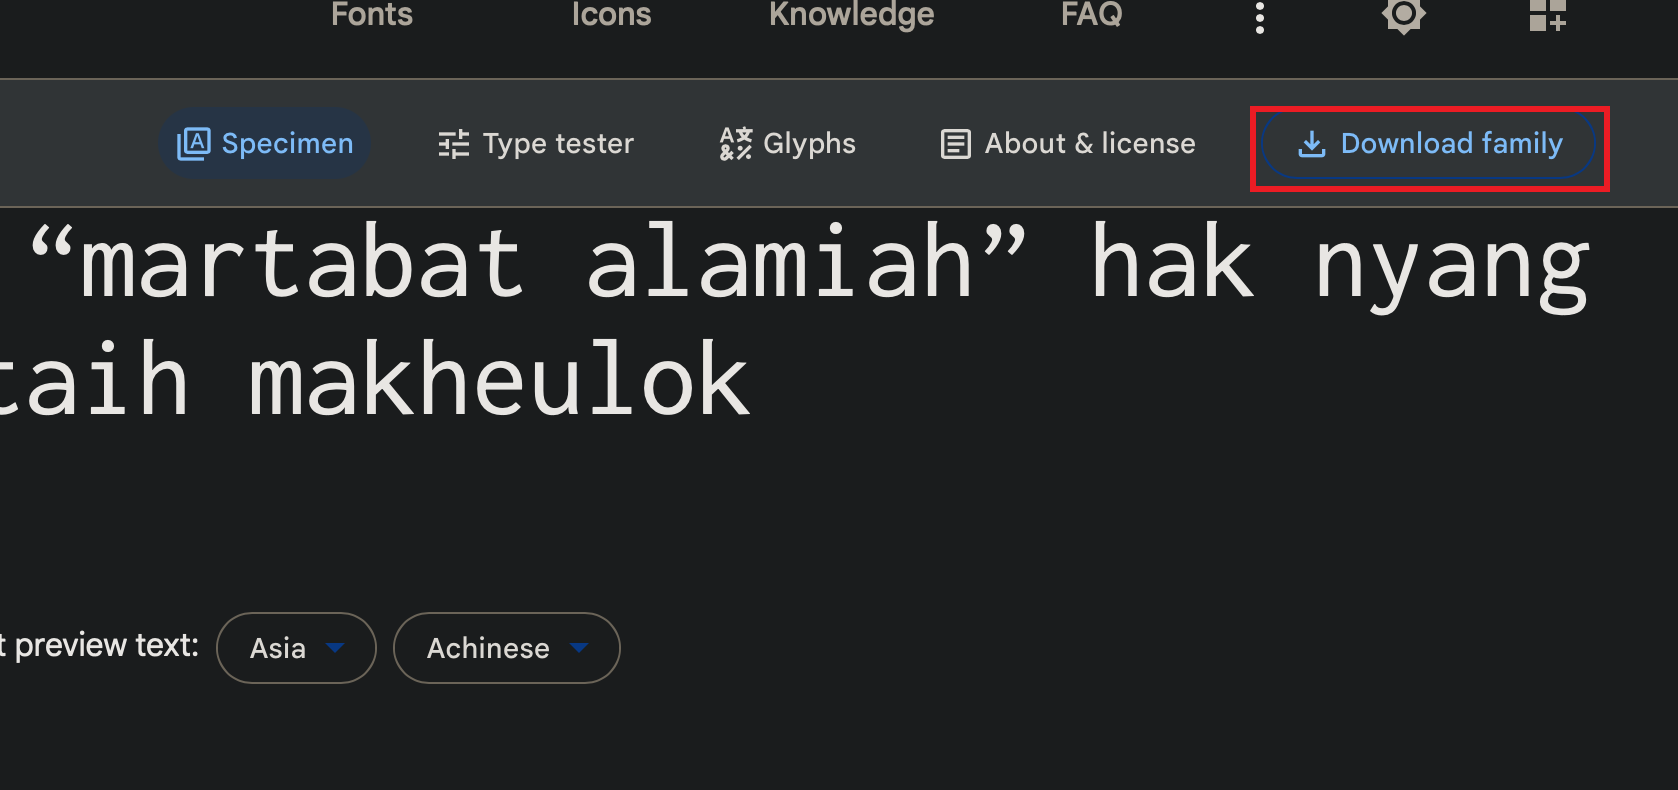 Fonts Icons Knowledge FAQ
Specimen Type tester Glyphs About & license Download family
“martabat alamiah” hak nyang
taih makheulok
preview text: Asia Achinese